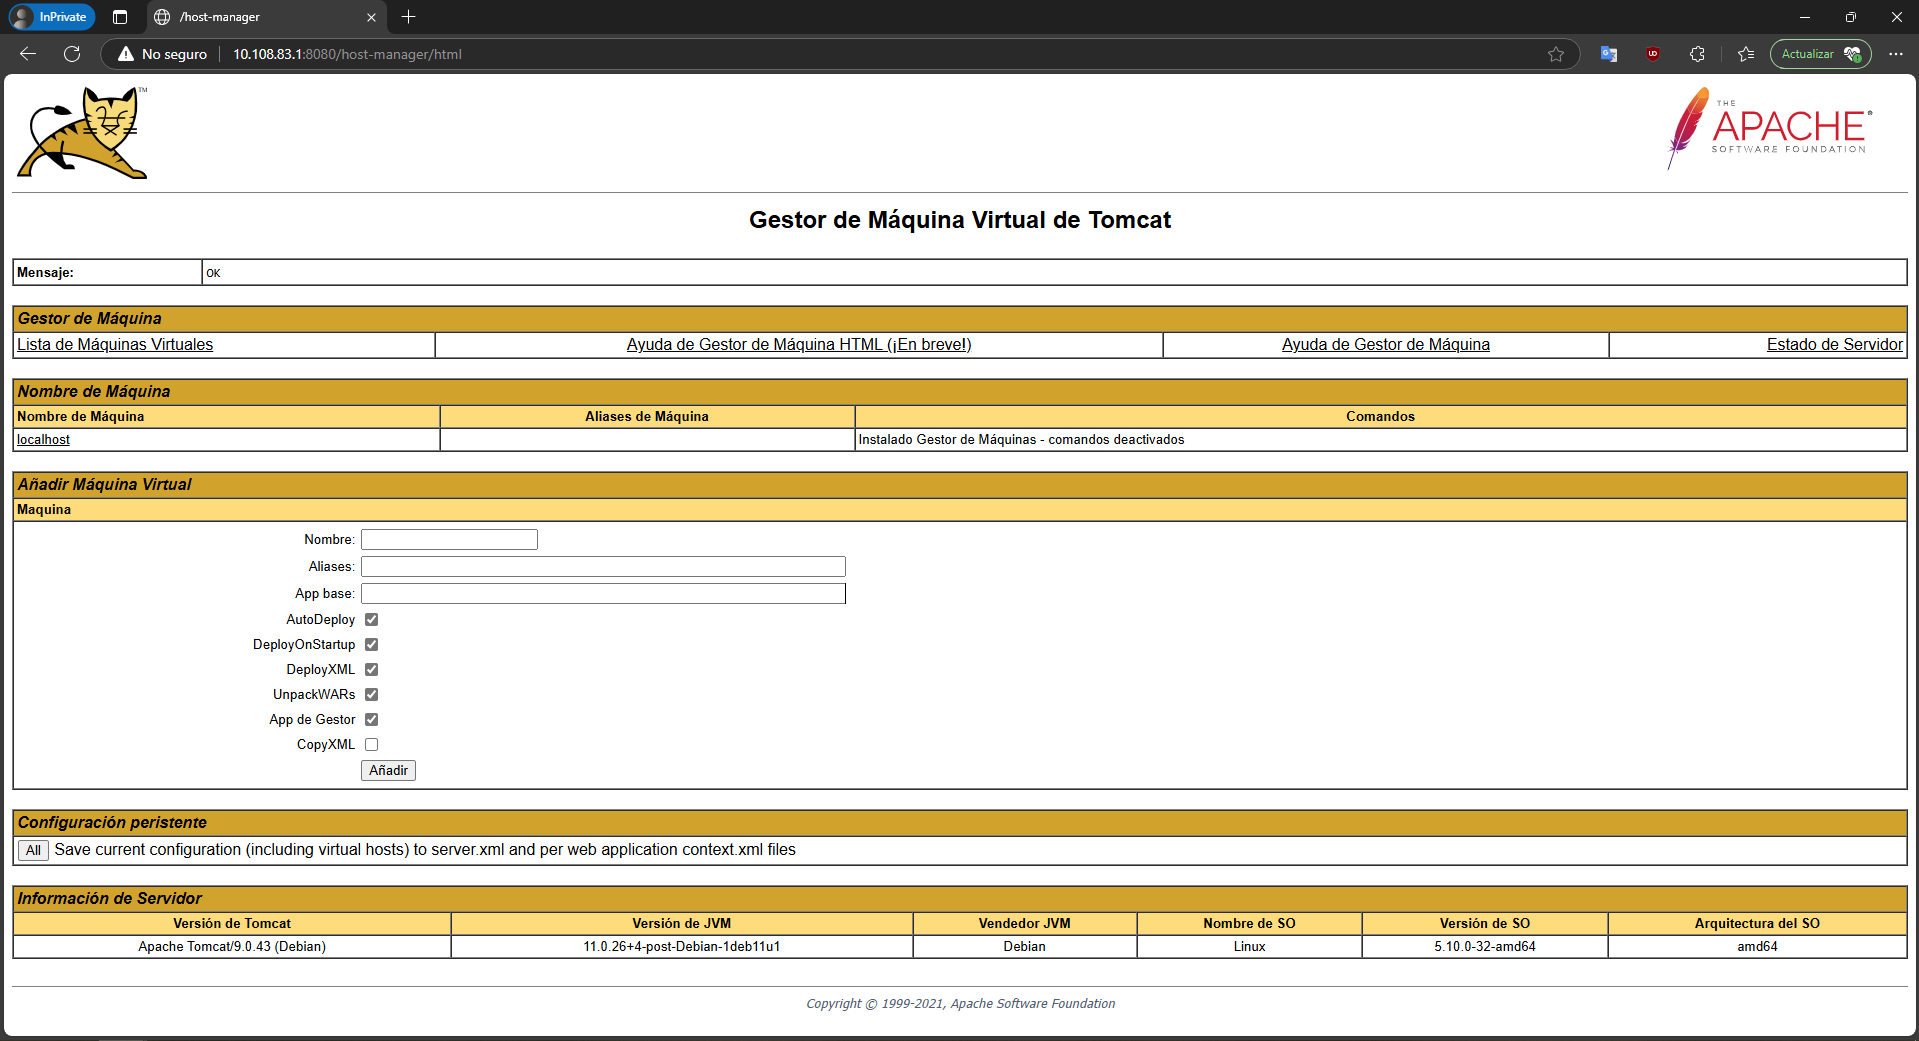 InPrivate
/host-manager
No seguro
10.108.83.1:8080/host-manager/html
Actualizar
TM
THE
APACHE®
SOFTWARE FOUNDATION
Gestor de Máquina Virtual de Tomcat
Mensaje: OK
Gestor de Máquina
Lista de Máquinas Virtuales Ayuda de Gestor de Máquina HTML (¡En breve!) Ayuda de Gestor de Máquina Estado de Servidor
Nombre de Máquina
Nombre de Máquina Aliases de Máquina Comandos
localhost Instalado Gestor de Máquinas - comandos deactivados
Añadir Máquina Virtual
Maquina
Nombre:
Aliases:
App base:
AutoDeploy
DeployOnStartup
DeployXML
UnpackWARs
App de Gestor
CopyXML
Añadir
Configuración peristente
All Save current configuration (including virtual hosts) to server.xml and per web application context.xml files
Información de Servidor
Versión de Tomcat Versión de JVM Vendedor JVM Nombre de SO Versión de SO Arquitectura del SO
Apache Tomcat/9.0.43 (Debian) 11.0.26+4-post-Debian-1deb11u1 Debian Linux 5.10.0-32-amd64 amd64
Copyright © 1999-2021, Apache Software Foundation